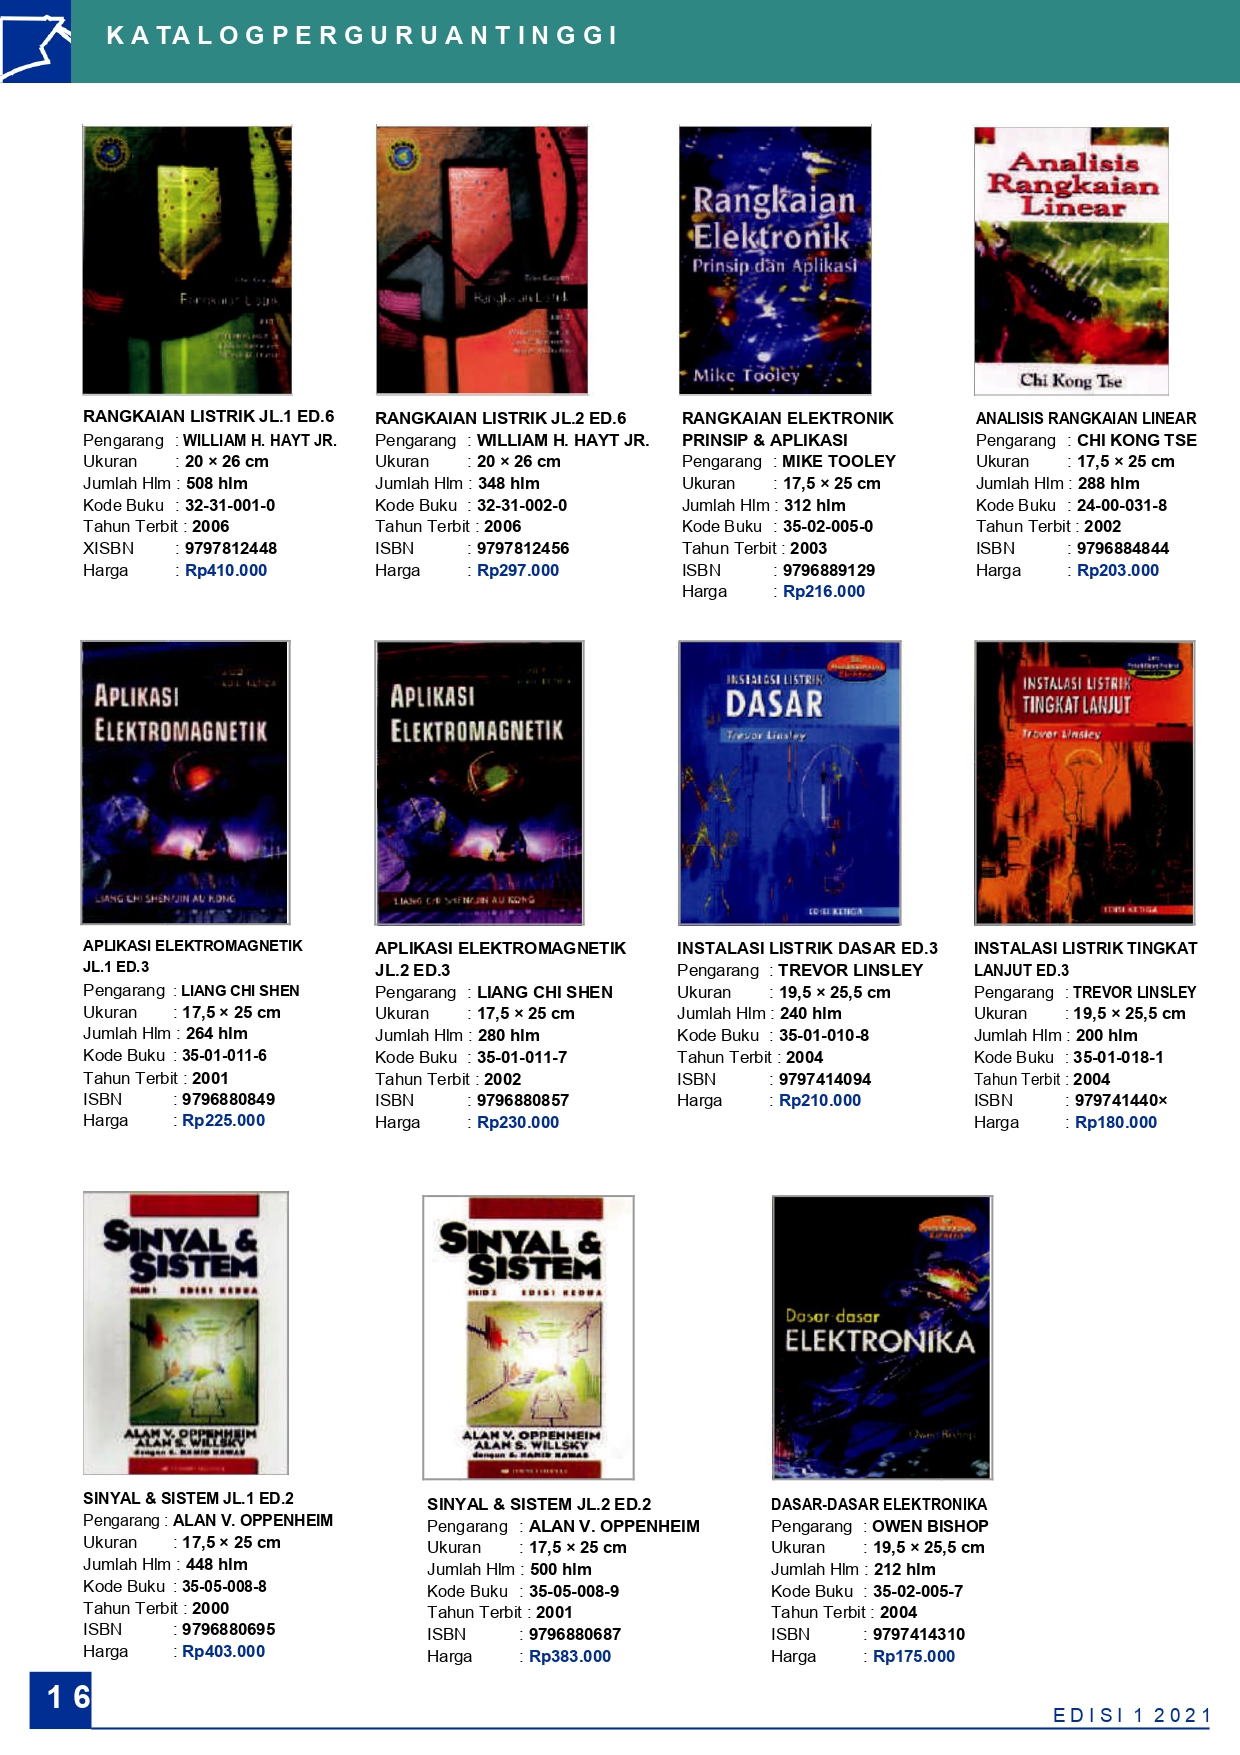 KATALOGPERGURUANTINGGI
Rangkaian Listrik
Rangkaian Listrik
Rangkaian
Elektronik
Prinsip dan Aplikasi
Mike Tooley
Analisis
Rangkaian
Linear
Chi Kong Tse
RANGKAIAN LISTRIK JL.1 ED.6
Pengarang : WILLIAM H. HAYT JR.
Ukuran : 20 × 26 cm
Jumlah Hlm : 508 hlm
Kode Buku : 32-31-001-0
Tahun Terbit : 2006
XISBN : 9797812448
Harga : Rp410.000
RANGKAIAN LISTRIK JL.2 ED.6
Pengarang : WILLIAM H. HAYT JR.
Ukuran : 20 × 26 cm
Jumlah Hlm : 348 hlm
Kode Buku : 32-31-002-0
Tahun Terbit : 2006
ISBN : 9797812456
Harga : Rp297.000
RANGKAIAN ELEKTRONIK
PRINSIP & APLIKASI
Pengarang : MIKE TOOLEY
Ukuran : 17,5 × 25 cm
Jumlah Hlm : 312 hlm
Kode Buku : 35-02-005-0
Tahun Terbit : 2003
ISBN : 9796889129
Harga : Rp216.000
ANALISIS RANGKAIAN LINEAR
Pengarang : CHI KONG TSE
Ukuran : 17,5 × 25 cm
Jumlah Hlm : 288 hlm
Kode Buku : 24-00-031-8
Tahun Terbit : 2002
ISBN : 9796884844
Harga : Rp203.000
APLIKASI
ELEKTROMAGNETIK
LIANG CHI SHEN/JIN AU KONG
APLIKASI
ELEKTROMAGNETIK
LIANG CHI SHEN/JIN AU KONG
INSTALASI LISTRIK
DASAR
Trevor Linsley
EDISI KETIGA
INSTALASI LISTRIK
TINGKAT LANJUT
Trevor Linsley
EDISI KETIGA
APLIKASI ELEKTROMAGNETIK
JL.1 ED.3
Pengarang : LIANG CHI SHEN
Ukuran : 17,5 × 25 cm
Jumlah Hlm : 264 hlm
Kode Buku : 35-01-011-6
Tahun Terbit : 2001
ISBN : 9796880849
Harga : Rp225.000
APLIKASI ELEKTROMAGNETIK
JL.2 ED.3
Pengarang : LIANG CHI SHEN
Ukuran : 17,5 × 25 cm
Jumlah Hlm : 280 hlm
Kode Buku : 35-01-011-7
Tahun Terbit : 2002
ISBN : 9796880857
Harga : Rp230.000
INSTALASI LISTRIK DASAR ED.3
Pengarang : TREVOR LINSLEY
Ukuran : 19,5 × 25,5 cm
Jumlah Hlm : 240 hlm
Kode Buku : 35-01-010-8
Tahun Terbit : 2004
ISBN : 9797414094
Harga : Rp210.000
INSTALASI LISTRIK TINGKAT
LANJUT ED.3
Pengarang : TREVOR LINSLEY
Ukuran : 19,5 × 25,5 cm
Jumlah Hlm : 200 hlm
Kode Buku : 35-01-018-1
Tahun Terbit : 2004
ISBN : 979741440×
Harga : Rp180.000
SINYAL &
SISTEM
JILID 1 EDISI KEDUA
ALAN V. OPPENHEIM
ALAN S. WILLSKY
dengan S. HAMID NAWAB
SINYAL &
SISTEM
JILID 2 EDISI KEDUA
ALAN V. OPPENHEIM
ALAN S. WILLSKY
dengan S. HAMID NAWAB
Dasar-dasar
ELEKTRONIKA
Owen Bishop
SINYAL & SISTEM JL.1 ED.2
Pengarang : ALAN V. OPPENHEIM
Ukuran : 17,5 × 25 cm
Jumlah Hlm : 448 hlm
Kode Buku : 35-05-008-8
Tahun Terbit : 2000
ISBN : 9796880695
Harga : Rp403.000
SINYAL & SISTEM JL.2 ED.2
Pengarang : ALAN V. OPPENHEIM
Ukuran : 17,5 × 25 cm
Jumlah Hlm : 500 hlm
Kode Buku : 35-05-008-9
Tahun Terbit : 2001
ISBN : 9796880687
Harga : Rp383.000
DASAR-DASAR ELEKTRONIKA
Pengarang : OWEN BISHOP
Ukuran : 19,5 × 25,5 cm
Jumlah Hlm : 212 hlm
Kode Buku : 35-02-005-7
Tahun Terbit : 2004
ISBN : 9797414310
Harga : Rp175.000
16
EDISI 1 2021